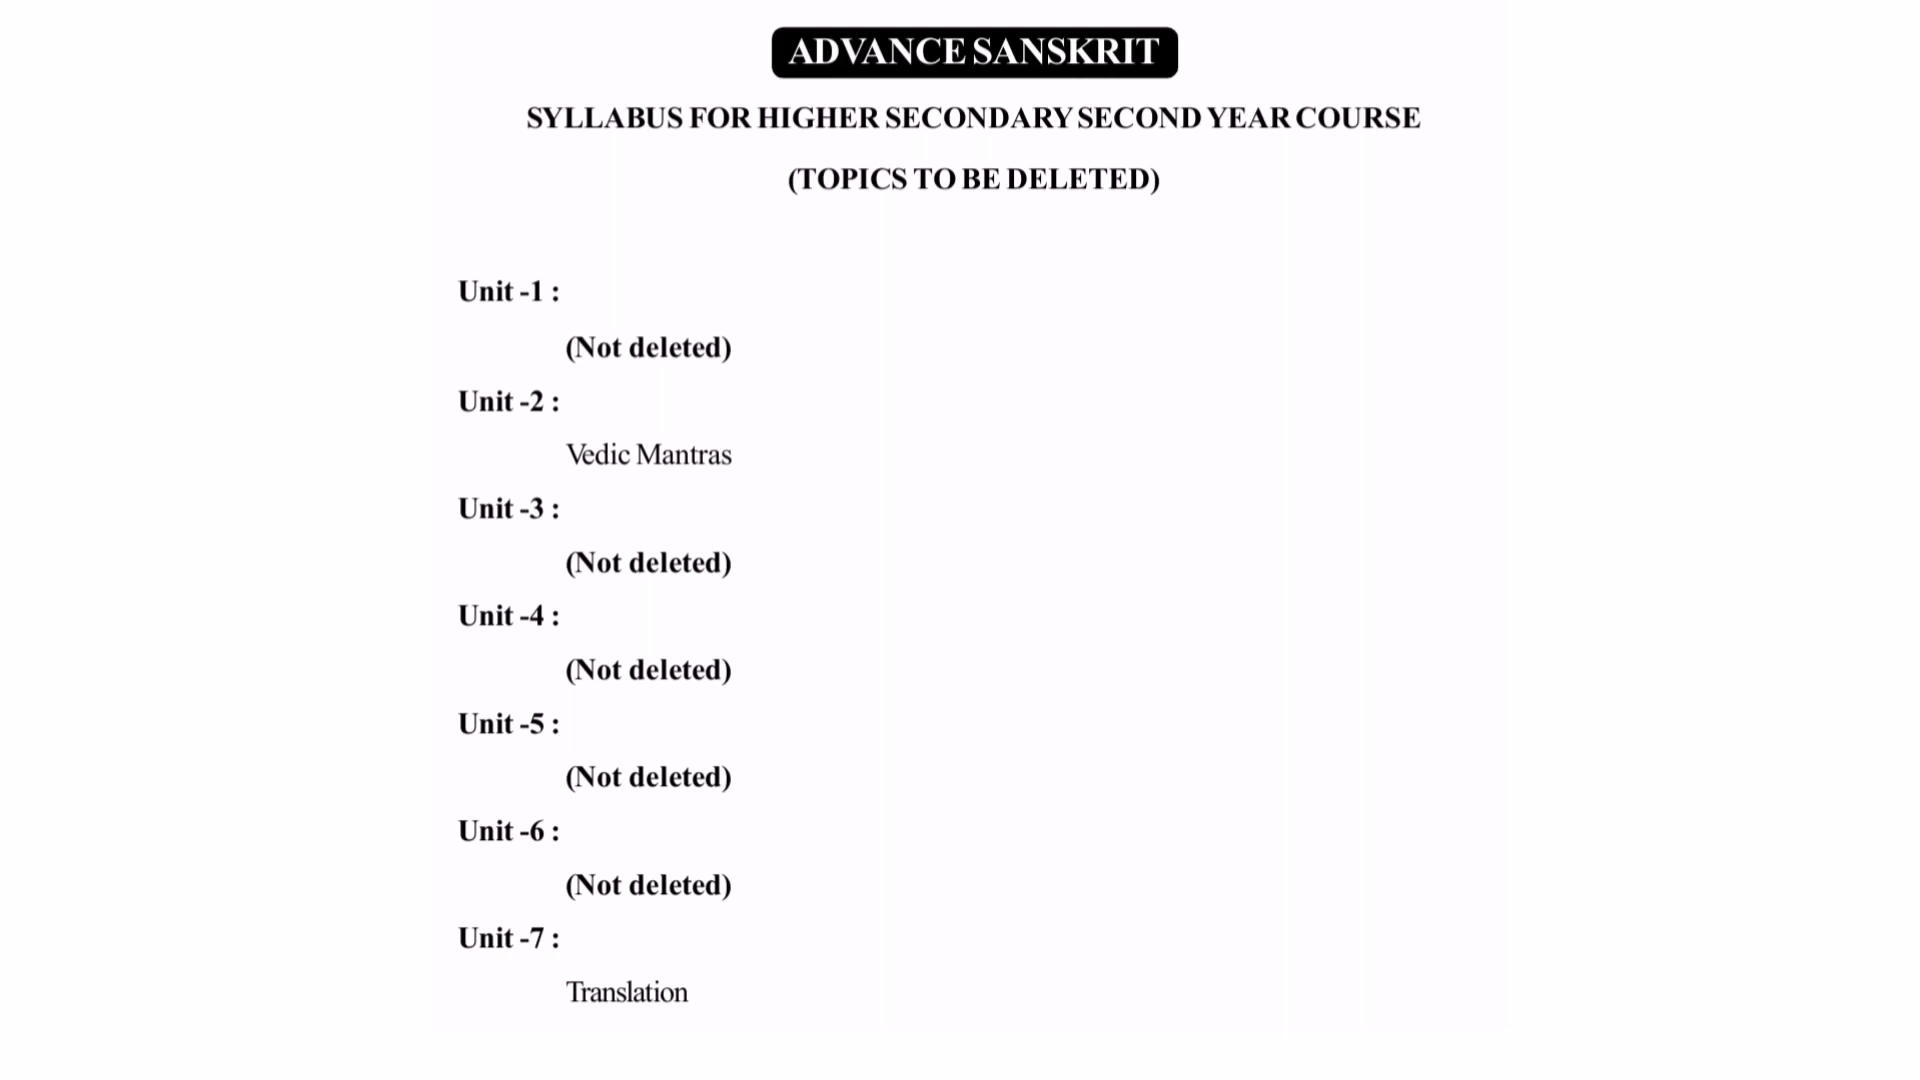 ADVANCE SANSKRIT
SYLLABUS FOR HIGHER SECONDARY SECOND YEAR COURSE
(TOPICS TO BE DELETED)
Unit -1 :
(Not deleted)
Unit -2 :
Vedic Mantras
Unit -3 :
(Not deleted)
Unit -4 :
(Not deleted)
Unit -5 :
(Not deleted)
Unit -6 :
(Not deleted)
Unit -7 :
Translation